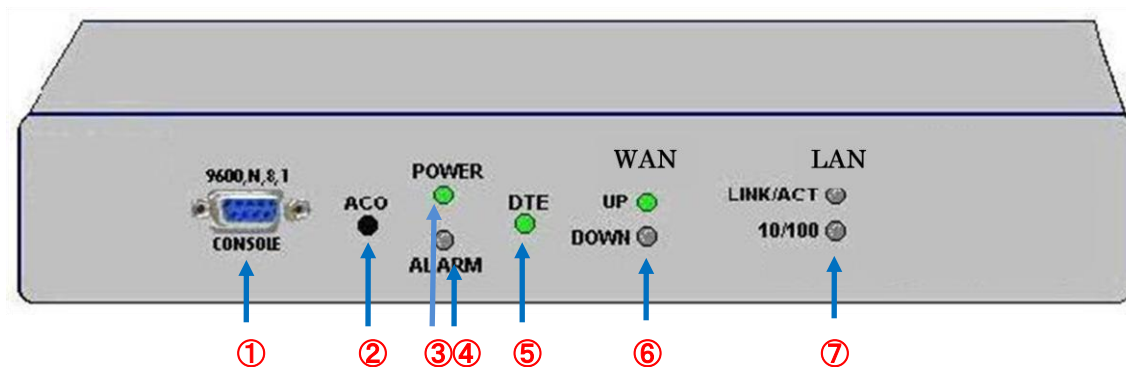 9600,N,8,1
CONSOLE
ACO
POWER
ALARM
DTE
WAN
UP
DOWN
LAN
LINK/ACT
10/100
① ② ③④ ⑤ ⑥ ⑦